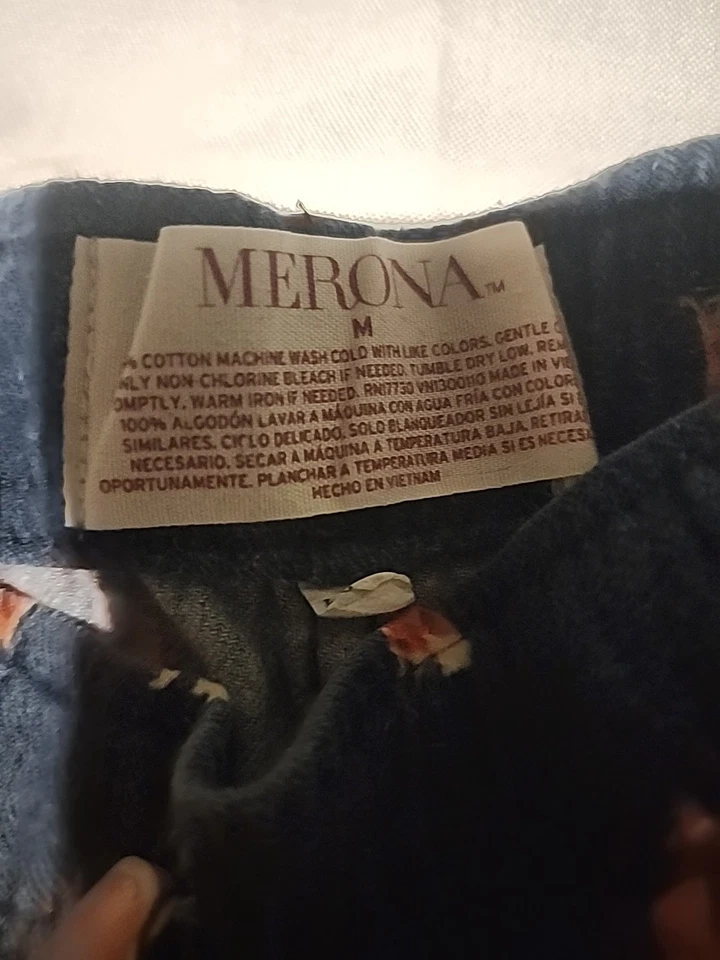 MERONA™
M
% COTTON MACHINE WASH COLD WITH LIKE COLORS. GENTLE C
NLY NON-CHLORINE BLEACH IF NEEDED. TUMBLE DRY LOW. REM
OMPTLY. WARM IRON IF NEEDED. RN17730 VN1300110 MADE IN VIE
100% ALGODÓN LAVAR A MÁQUINA CON AGUA FRÍA CON COLOR
SIMILARES. CICLO DELICADO. SOLO BLANQUEADOR SIN LEJÍA SI E
NECESARIO. SECAR A MÁQUINA A TEMPERATURA BAJA. RETIRA
OPORTUNAMENTE. PLANCHAR A TEMPERATURA MEDIA SI ES NECESA
HECHO EN VIETNAM